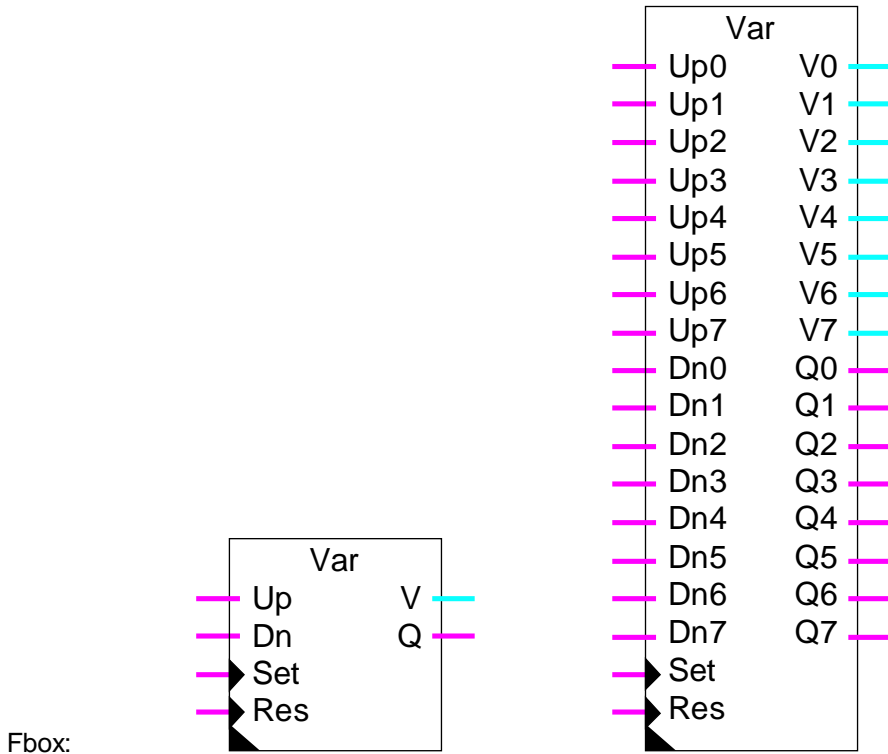 Var
Up0 V0
Up1 V1
Up2 V2
Up3 V3
Up4 V4
Up5 V5
Up6 V6
Up7 V7
Dn0 Q0
Dn1 Q1
Dn2 Q2
Dn3 Q3
Dn4 Q4
Dn5 Q5
Dn6 Q6
Dn7 Q7
Set
Res
Var
Up V
Dn Q
Set
Res
Fbox: